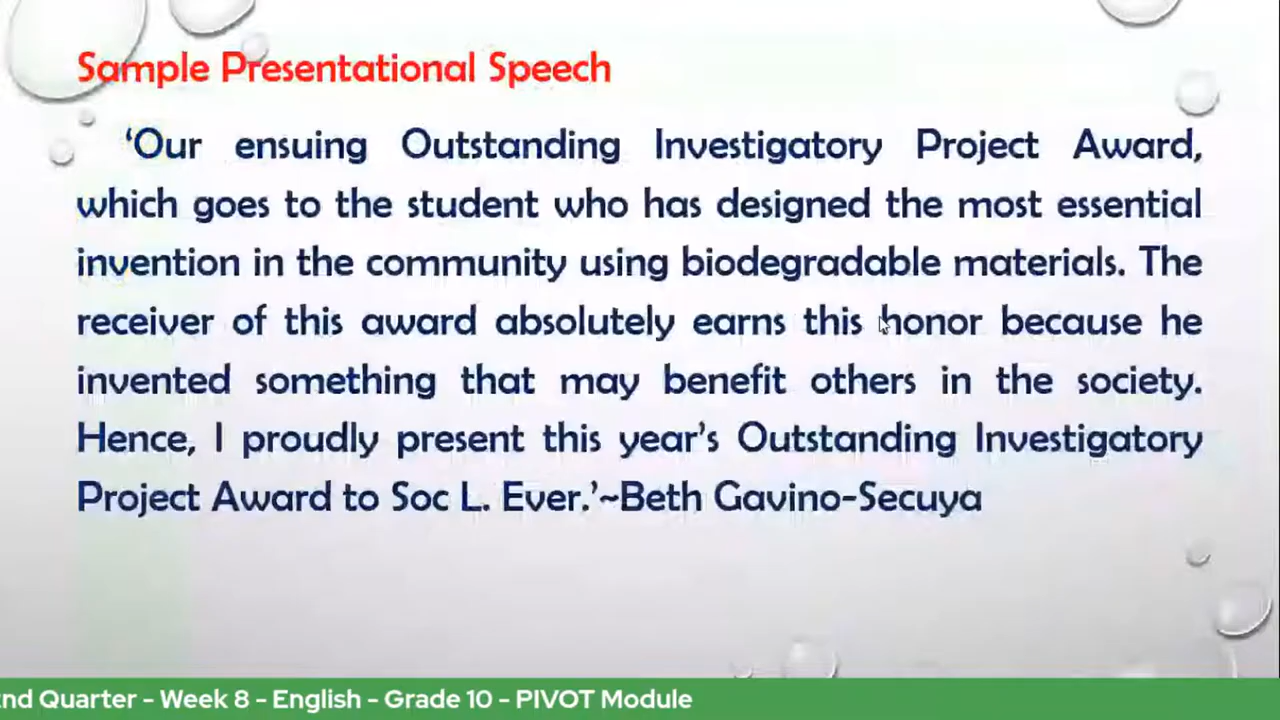 Sample Presentational Speech
‘Our ensuing Outstanding Investigatory Project Award,
which goes to the student who has designed the most essential
invention in the community using biodegradable materials. The
receiver of this award absolutely earns this honor because he
invented something that may benefit others in the society.
Hence, I proudly present this year’s Outstanding Investigatory
Project Award to Soc L. Ever.’~Beth Gavino-Secuya
2nd Quarter - Week 8 - English - Grade 10 - PIVOT Module